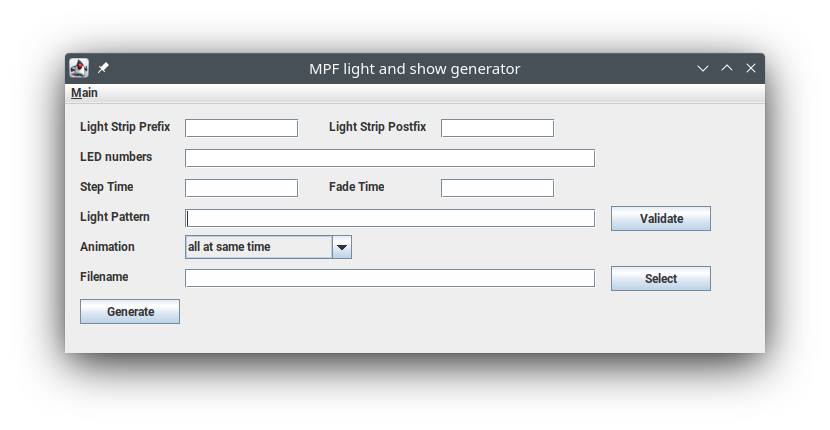 MPF light and show generator
Main
Light Strip Prefix Light Strip Postfix
LED numbers
Step Time Fade Time
Light Pattern Validate
Animation all at same time
Filename Select
Generate